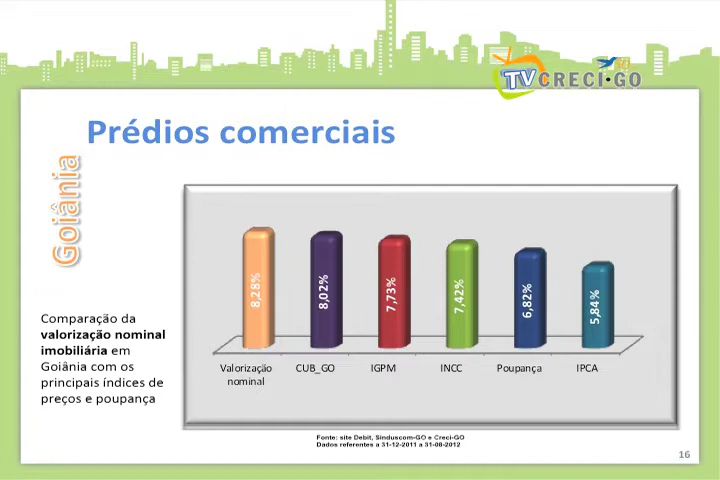 TVCRECI·GO
Prédios comerciais
Goiânia
8,28%
8,02%
7,73%
7,42%
6,82%
5,84%
Valorização
nominal
CUB_GO
IGPM
INCC
Poupança
IPCA
Comparação da
valorização nominal
imobiliária em
Goiânia com os
principais índices de
preços e poupança
Fonte: site Debit, Sinduscom-GO e Creci-GO
Dados referentes a 31-12-2011 a 31-08-2012
16